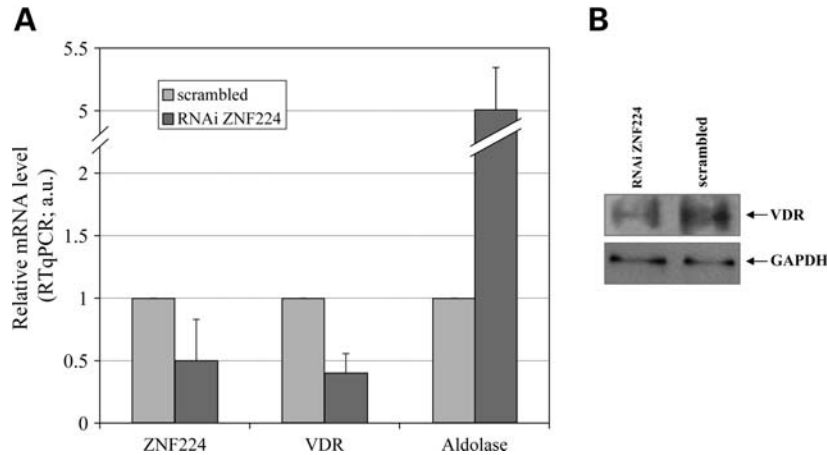 A
B
Relative mRNA level
(RTqPCR; a.u.)
5.5
5
2
1.5
1
0.5
0
scrambled
RNAi ZNF224
ZNF224
VDR
Aldolase
RNAi ZNF224
scrambled
VDR
GAPDH